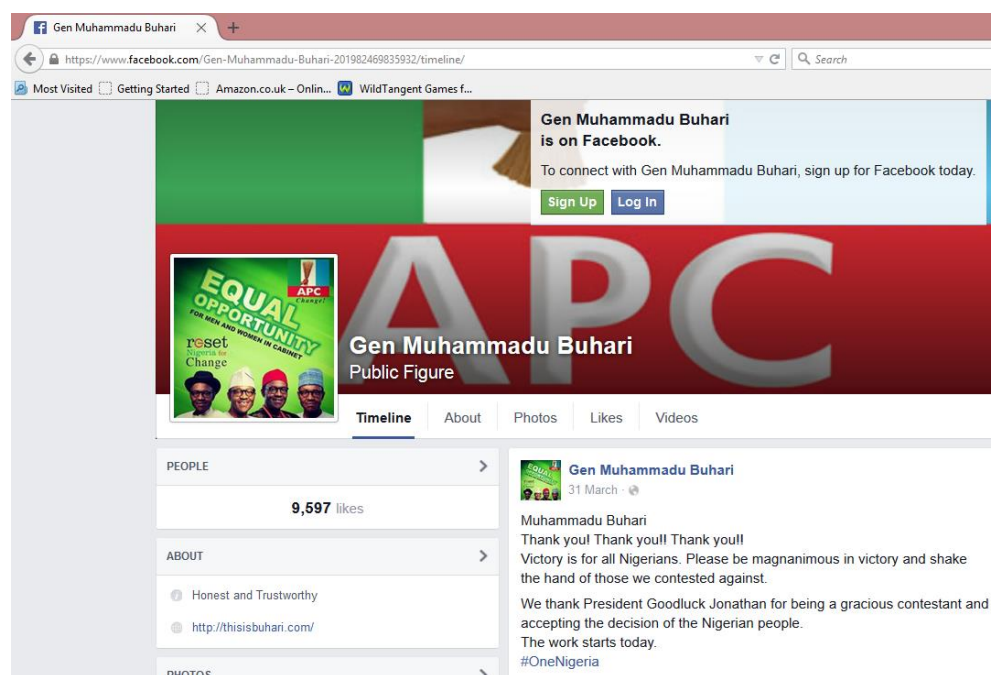 Gen Muhammadu Buhari
https://www.facebook.com/Gen-Muhammadu-Buhari-201982469835932/timeline/
Search
Most Visited Getting Started Amazon.co.uk – Onlin... WildTangent Games f...
Gen Muhammadu Buhari
is on Facebook.
To connect with Gen Muhammadu Buhari, sign up for Facebook today.
Sign Up Log In
APC
APC
Change!
EQUAL
OPPORTUNITY
FOR MEN AND WOMEN IN CABINET
reset
Nigeria for
Change
Gen Muhammadu Buhari
Public Figure
Timeline About Photos Likes Videos
PEOPLE
9,597 likes
ABOUT
Honest and Trustworthy
http://thisisbuhari.com/
PHOTOS
Gen Muhammadu Buhari
31 March ·
Muhammadu Buhari
Thank you! Thank you!! Thank you!!
Victory is for all Nigerians. Please be magnanimous in victory and shake
the hand of those we contested against.
We thank President Goodluck Jonathan for being a gracious contestant and
accepting the decision of the Nigerian people.
The work starts today.
#OneNigeria